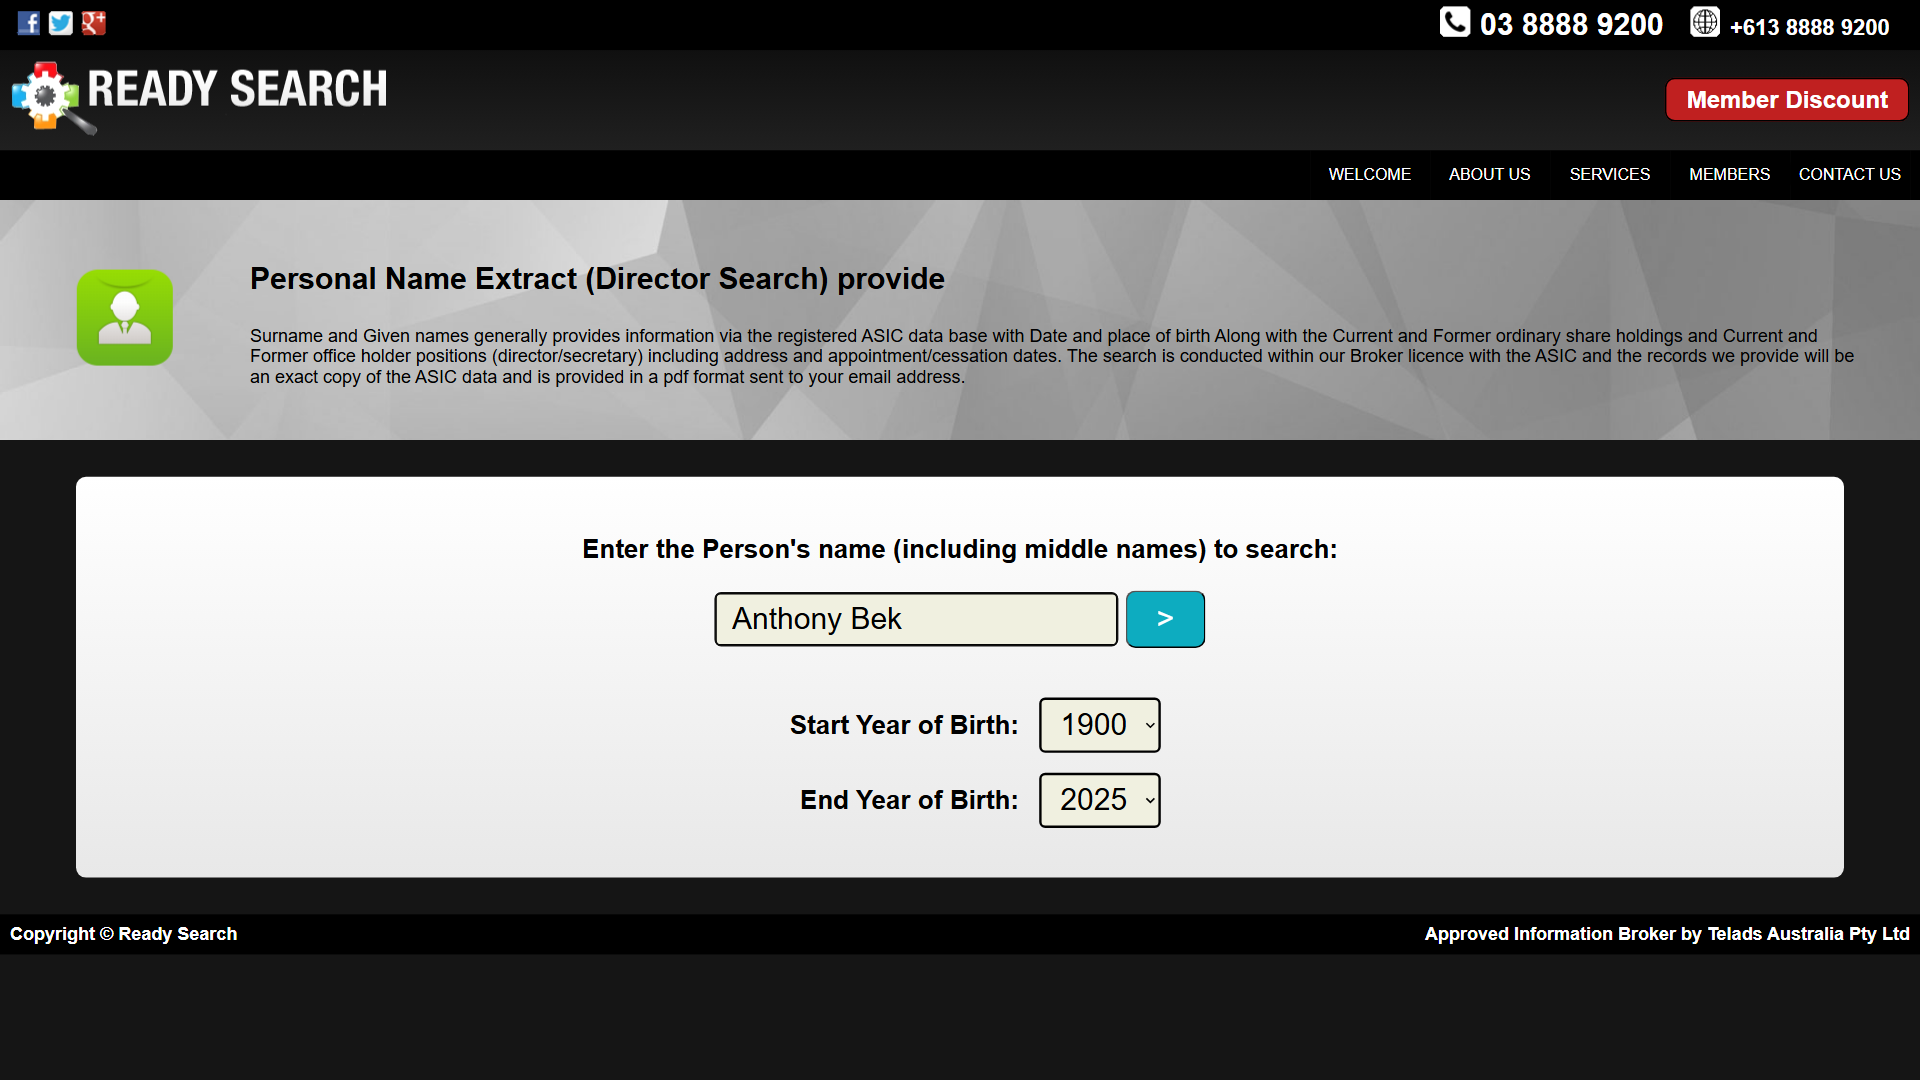 03 8888 9200
+613 8888 9200
READY SEARCH
Member Discount
WELCOME
ABOUT US
SERVICES
MEMBERS
CONTACT US
Personal Name Extract (Director Search) provide
Surname and Given names generally provides information via the registered ASIC data base with Date and place of birth Along with the Current and Former ordinary share holdings and Current and
Former office holder positions (director/secretary) including address and appointment/cessation dates. The search is conducted within our Broker licence with the ASIC and the records we provide will be
an exact copy of the ASIC data and is provided in a pdf format sent to your email address.
Enter the Person's name (including middle names) to search:
Anthony Bek
>
Start Year of Birth:
1900
End Year of Birth:
2025
Copyright © Ready Search
Approved Information Broker by Telads Australia Pty Ltd